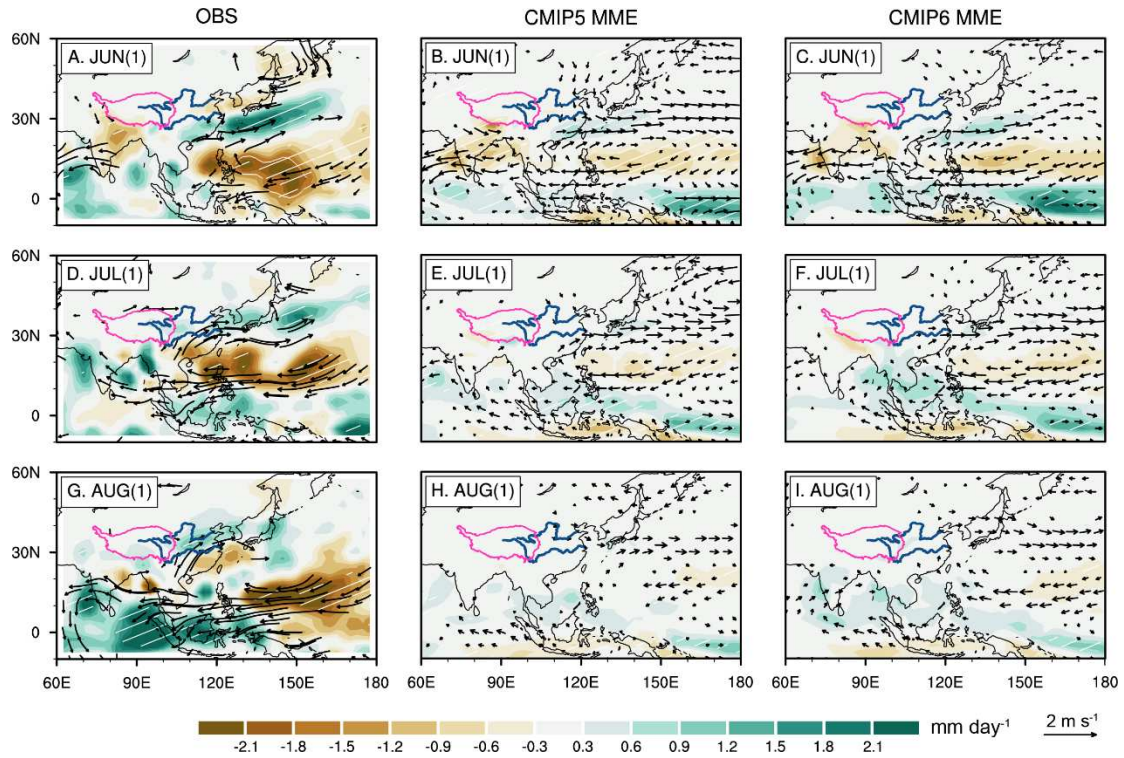 OBS CMIP5 MME CMIP6 MME
60N A. JUN(1) B. JUN(1) C. JUN(1)
30N
0
60N D. JUL(1) E. JUL(1) F. JUL(1)
30N
0
60N G. AUG(1) H. AUG(1) I. AUG(1)
30N
0
60E 90E 120E 150E 180 60E 90E 120E 150E 180 60E 90E 120E 150E 180
mm day⁻¹ 2 m s⁻¹
-2.1 -1.8 -1.5 -1.2 -0.9 -0.6 -0.3 0.3 0.6 0.9 1.2 1.5 1.8 2.1